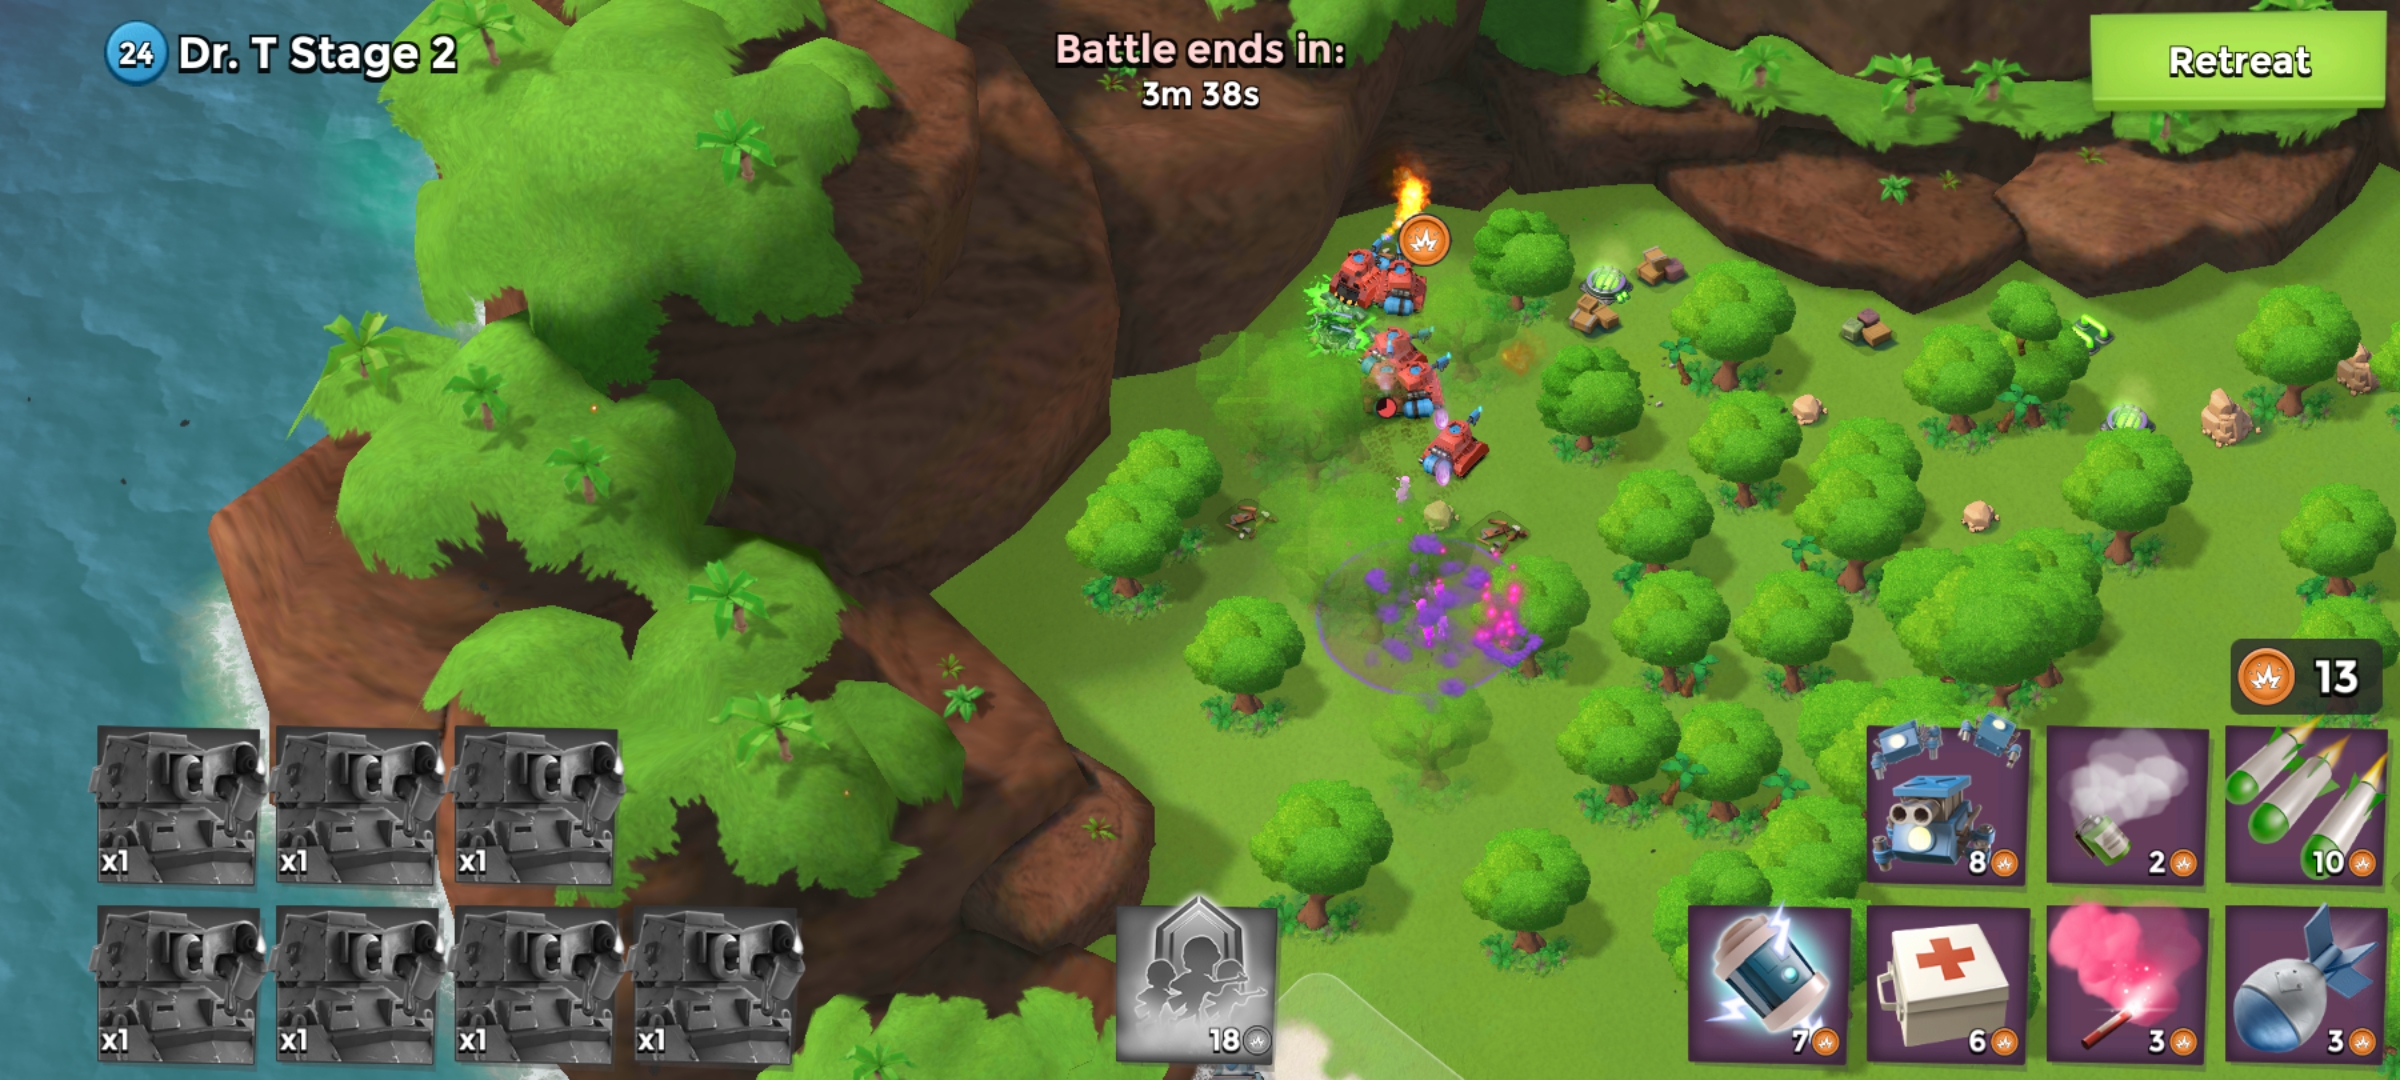 24 Dr. T Stage 2
Battle ends in:
3m 38s
Retreat
13
x1 x1 x1
8 2 10
x1 x1 x1 x1
18
7 6 3 3